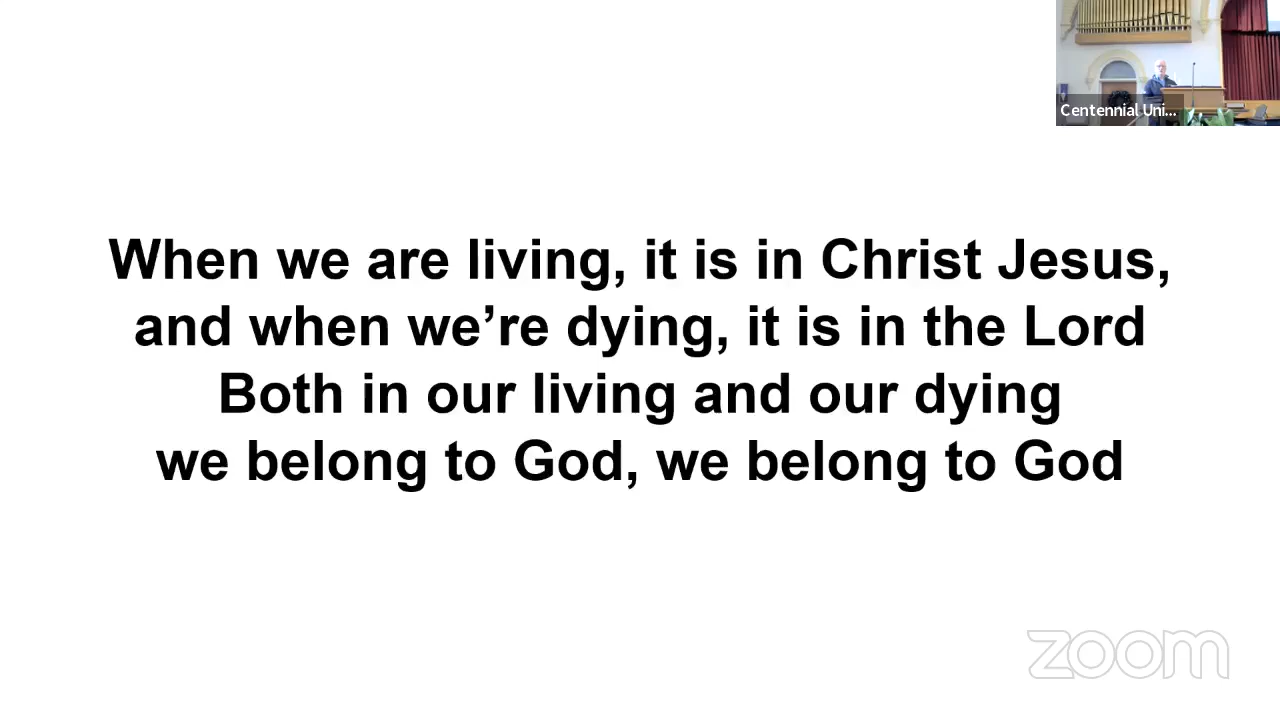 Centennial Uni...
When we are living, it is in Christ Jesus,
and when we’re dying, it is in the Lord
Both in our living and our dying
we belong to God, we belong to God
zoom